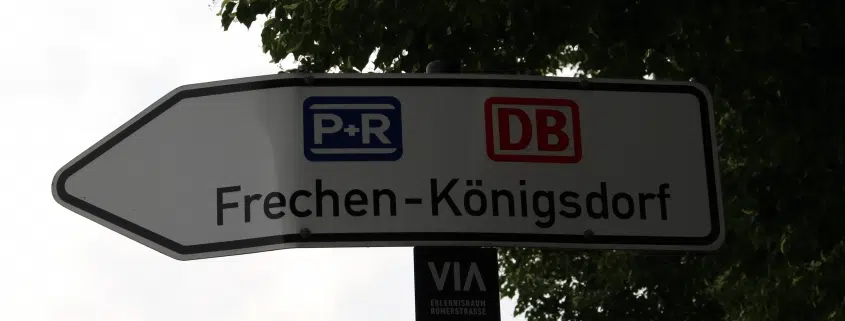 P+R DB
Frechen-Königsdorf
VIA
ERLEBNISRAUM
RÖMERSTRASSE